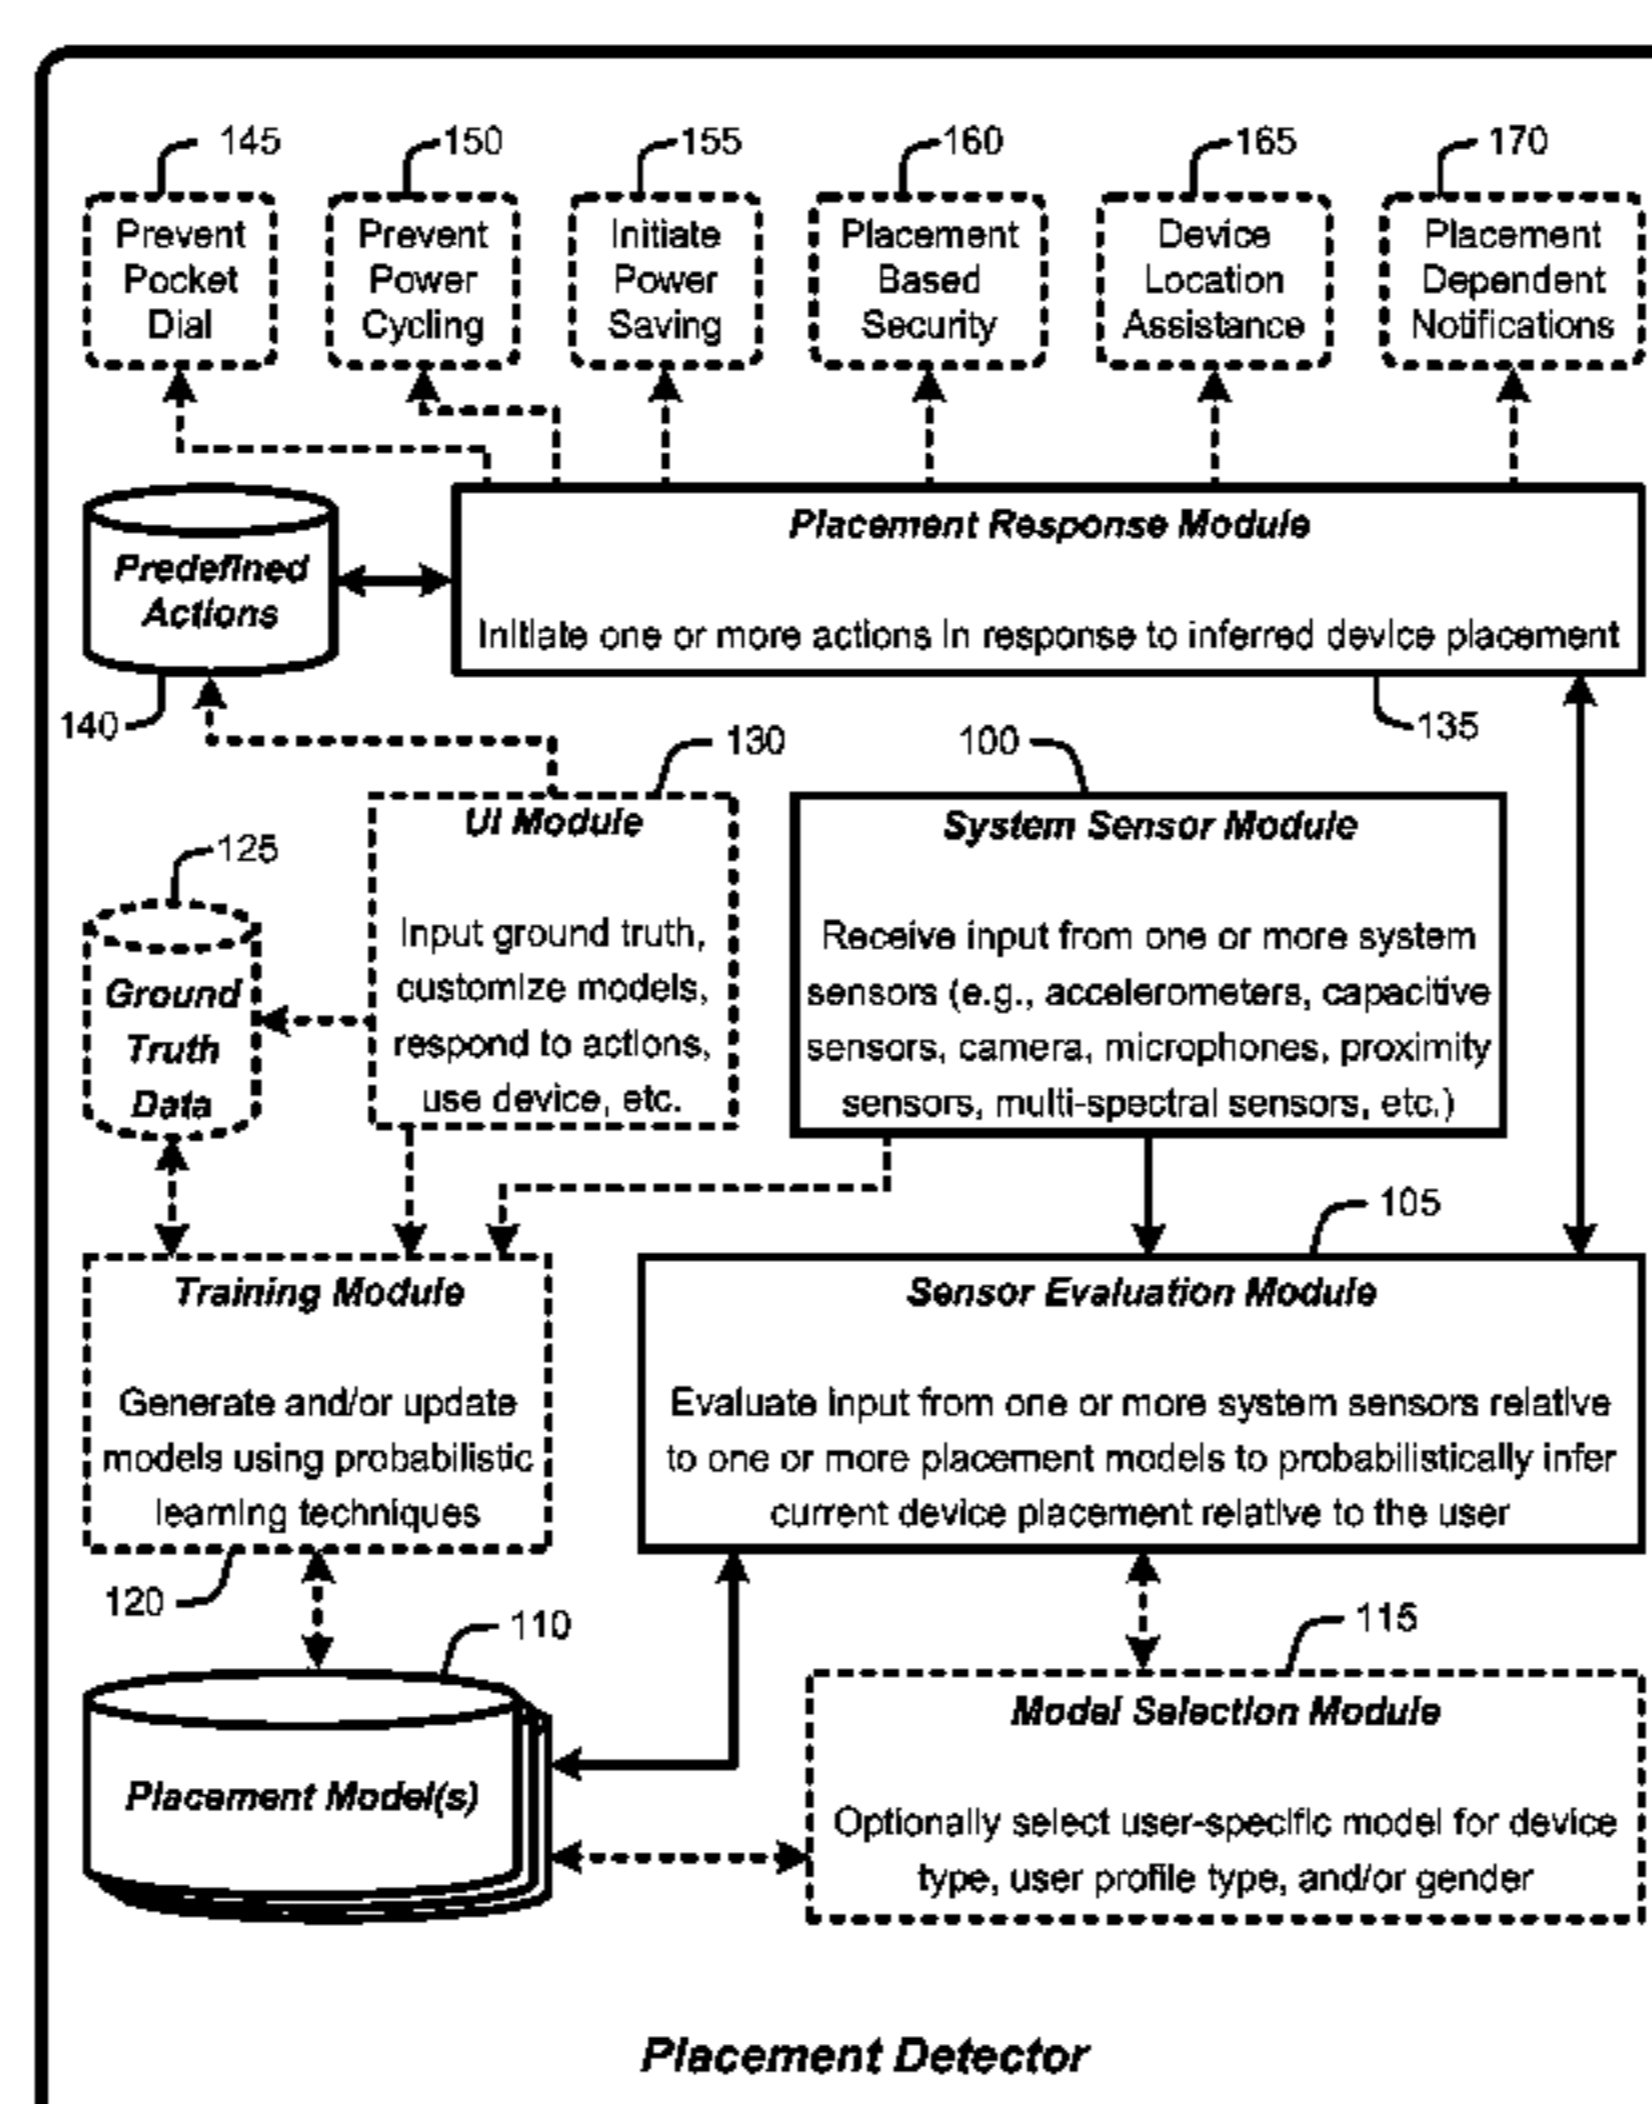 145
150
155
160
165
170
Prevent
Pocket
Dial
Prevent
Power
Cycling
Initiate
Power
Saving
Placement
Based
Security
Device
Location
Assistance
Placement
Dependent
Notifications
Predefined
Actions
Placement Response Module
Initiate one or more actions in response to inferred device placement
140
135
130
100
UI Module
Input ground truth,
customize models,
respond to actions,
use device, etc.
System Sensor Module
Receive input from one or more system
sensors (e.g., accelerometers, capacitive
sensors, camera, microphones, proximity
sensors, multi-spectral sensors, etc.)
125
Ground
Truth
Data
105
Training Module
Generate and/or update
models using probabilistic
learning techniques
Sensor Evaluation Module
Evaluate input from one or more system sensors relative
to one or more placement models to probabilistically infer
current device placement relative to the user
120
110
115
Placement Model(s)
Model Selection Module
Optionally select user-specific model for device
type, user profile type, and/or gender
Placement Detector